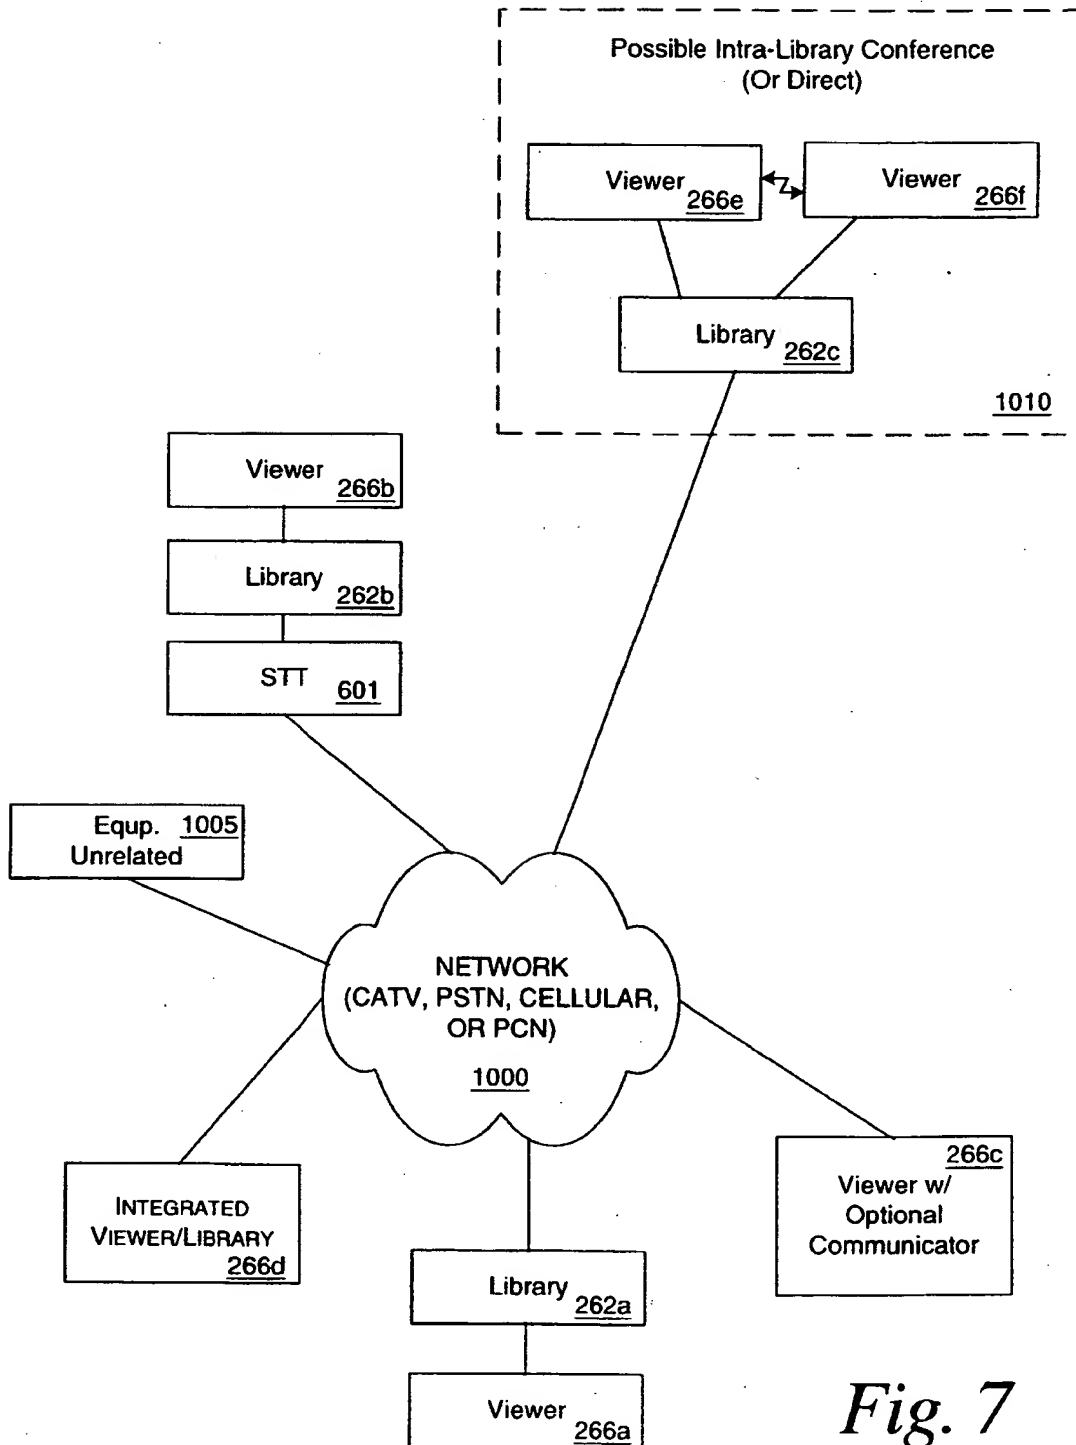 Possible Intra-Library Conference
(Or Direct)
Viewer 266e
Viewer 266f
Library 262c
1010
Viewer 266b
Library 262b
STT 601
Equp. 1005
Unrelated
NETWORK
(CATV, PSTN, CELLULAR,
OR PCN)
1000
266c
Viewer w/
Optional
Communicator
INTEGRATED
VIEWER/LIBRARY
266d
Library 262a
Viewer 266a
Fig. 7